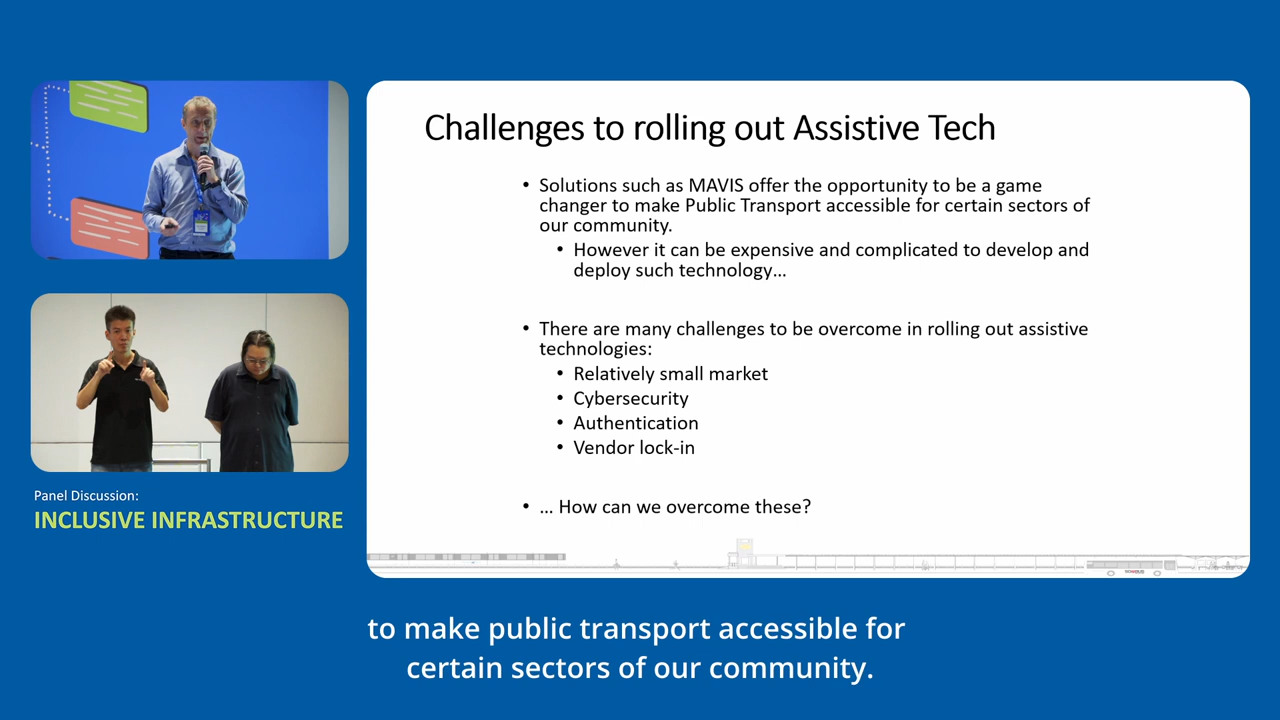 Challenges to rolling out Assistive Tech
• Solutions such as MAVIS offer the opportunity to be a game
changer to make Public Transport accessible for certain sectors of
our community.
• However it can be expensive and complicated to develop and
deploy such technology…
• There are many challenges to be overcome in rolling out assistive
technologies:
• Relatively small market
• Cybersecurity
• Authentication
• Vendor lock-in
• … How can we overcome these?
Panel Discussion:
INCLUSIVE INFRASTRUCTURE
to make public transport accessible for
certain sectors of our community.